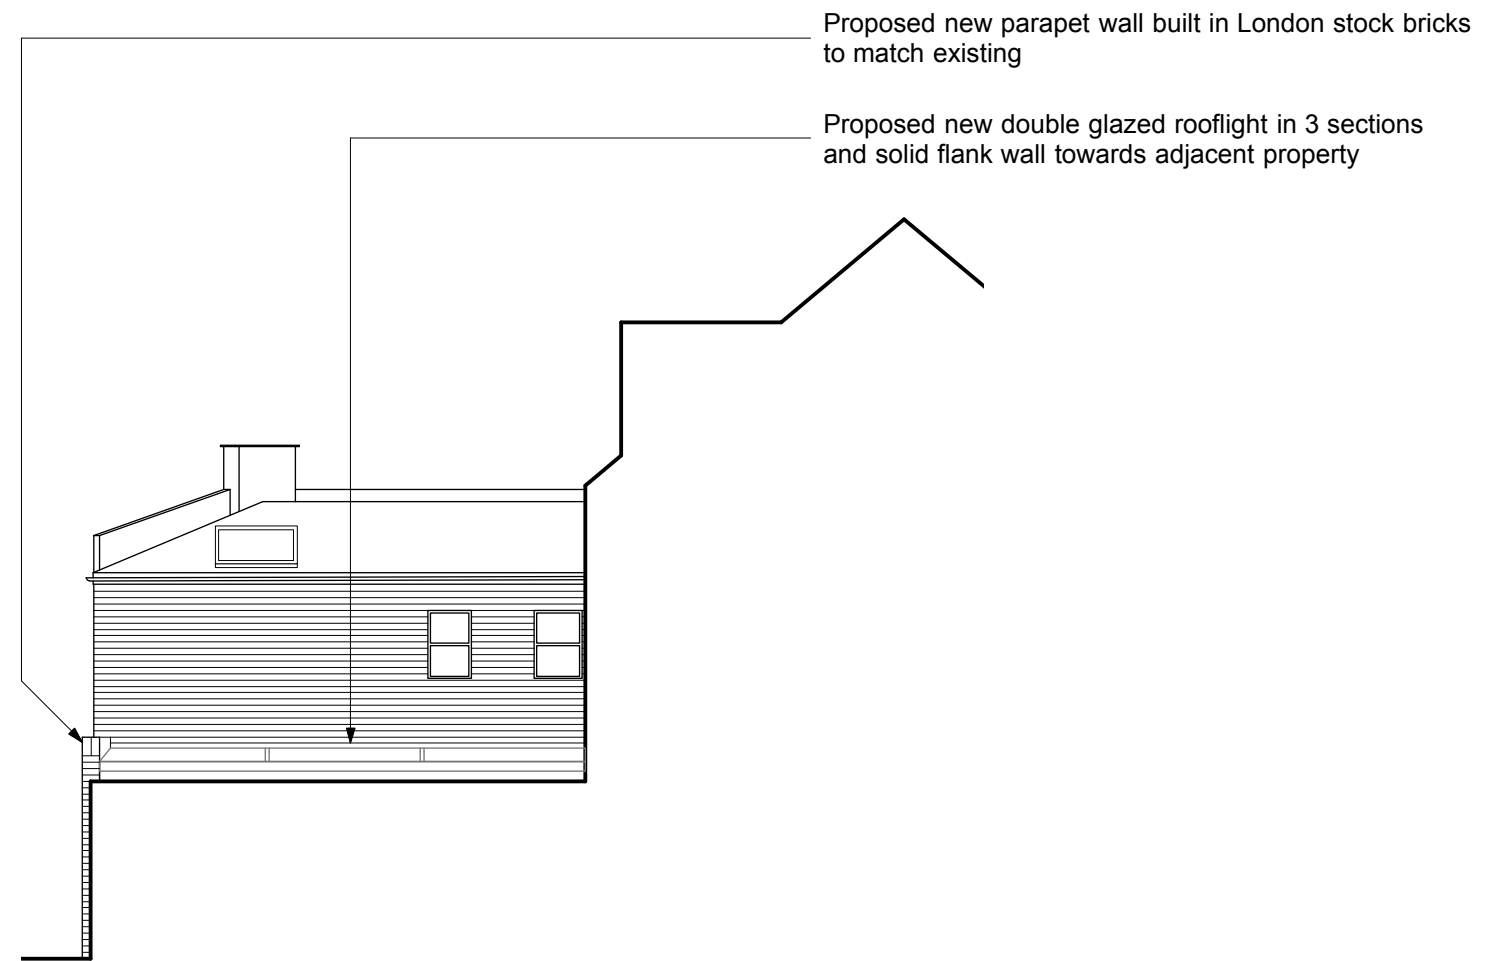 Proposed new parapet wall built in London stock bricks
to match existing
Proposed new double glazed rooflight in 3 sections
and solid flank wall towards adjacent property